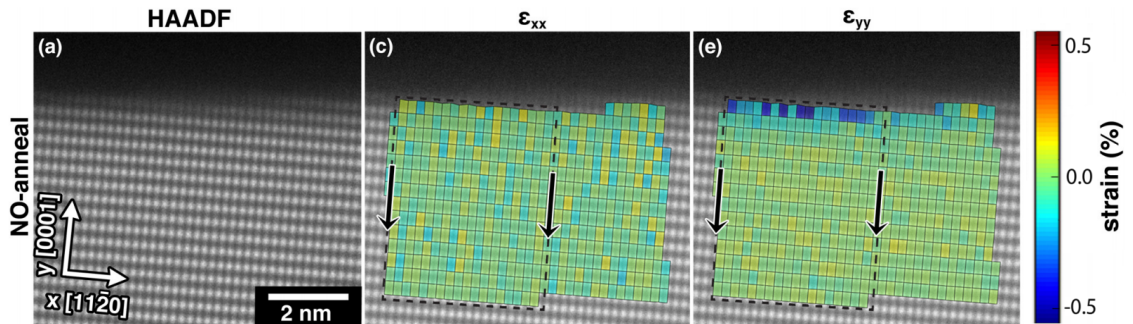 HAADF
εxx
εyy
(a)
(c)
(e)
NO-anneal
y [0001]
x [112̄0]
2 nm
0.5
0.0
-0.5
strain (%)